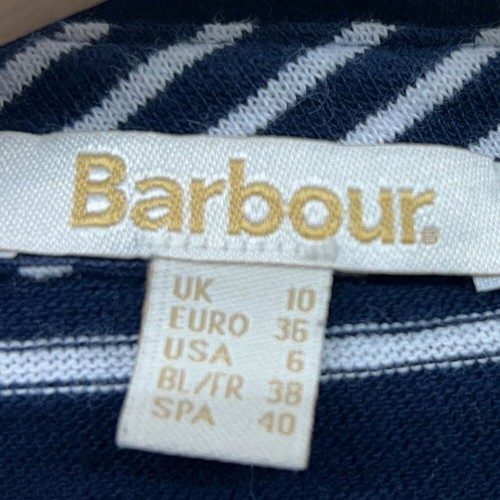 Barbour®
UK 10
EURO 36
USA 6
BL/FR 38
SPA 40